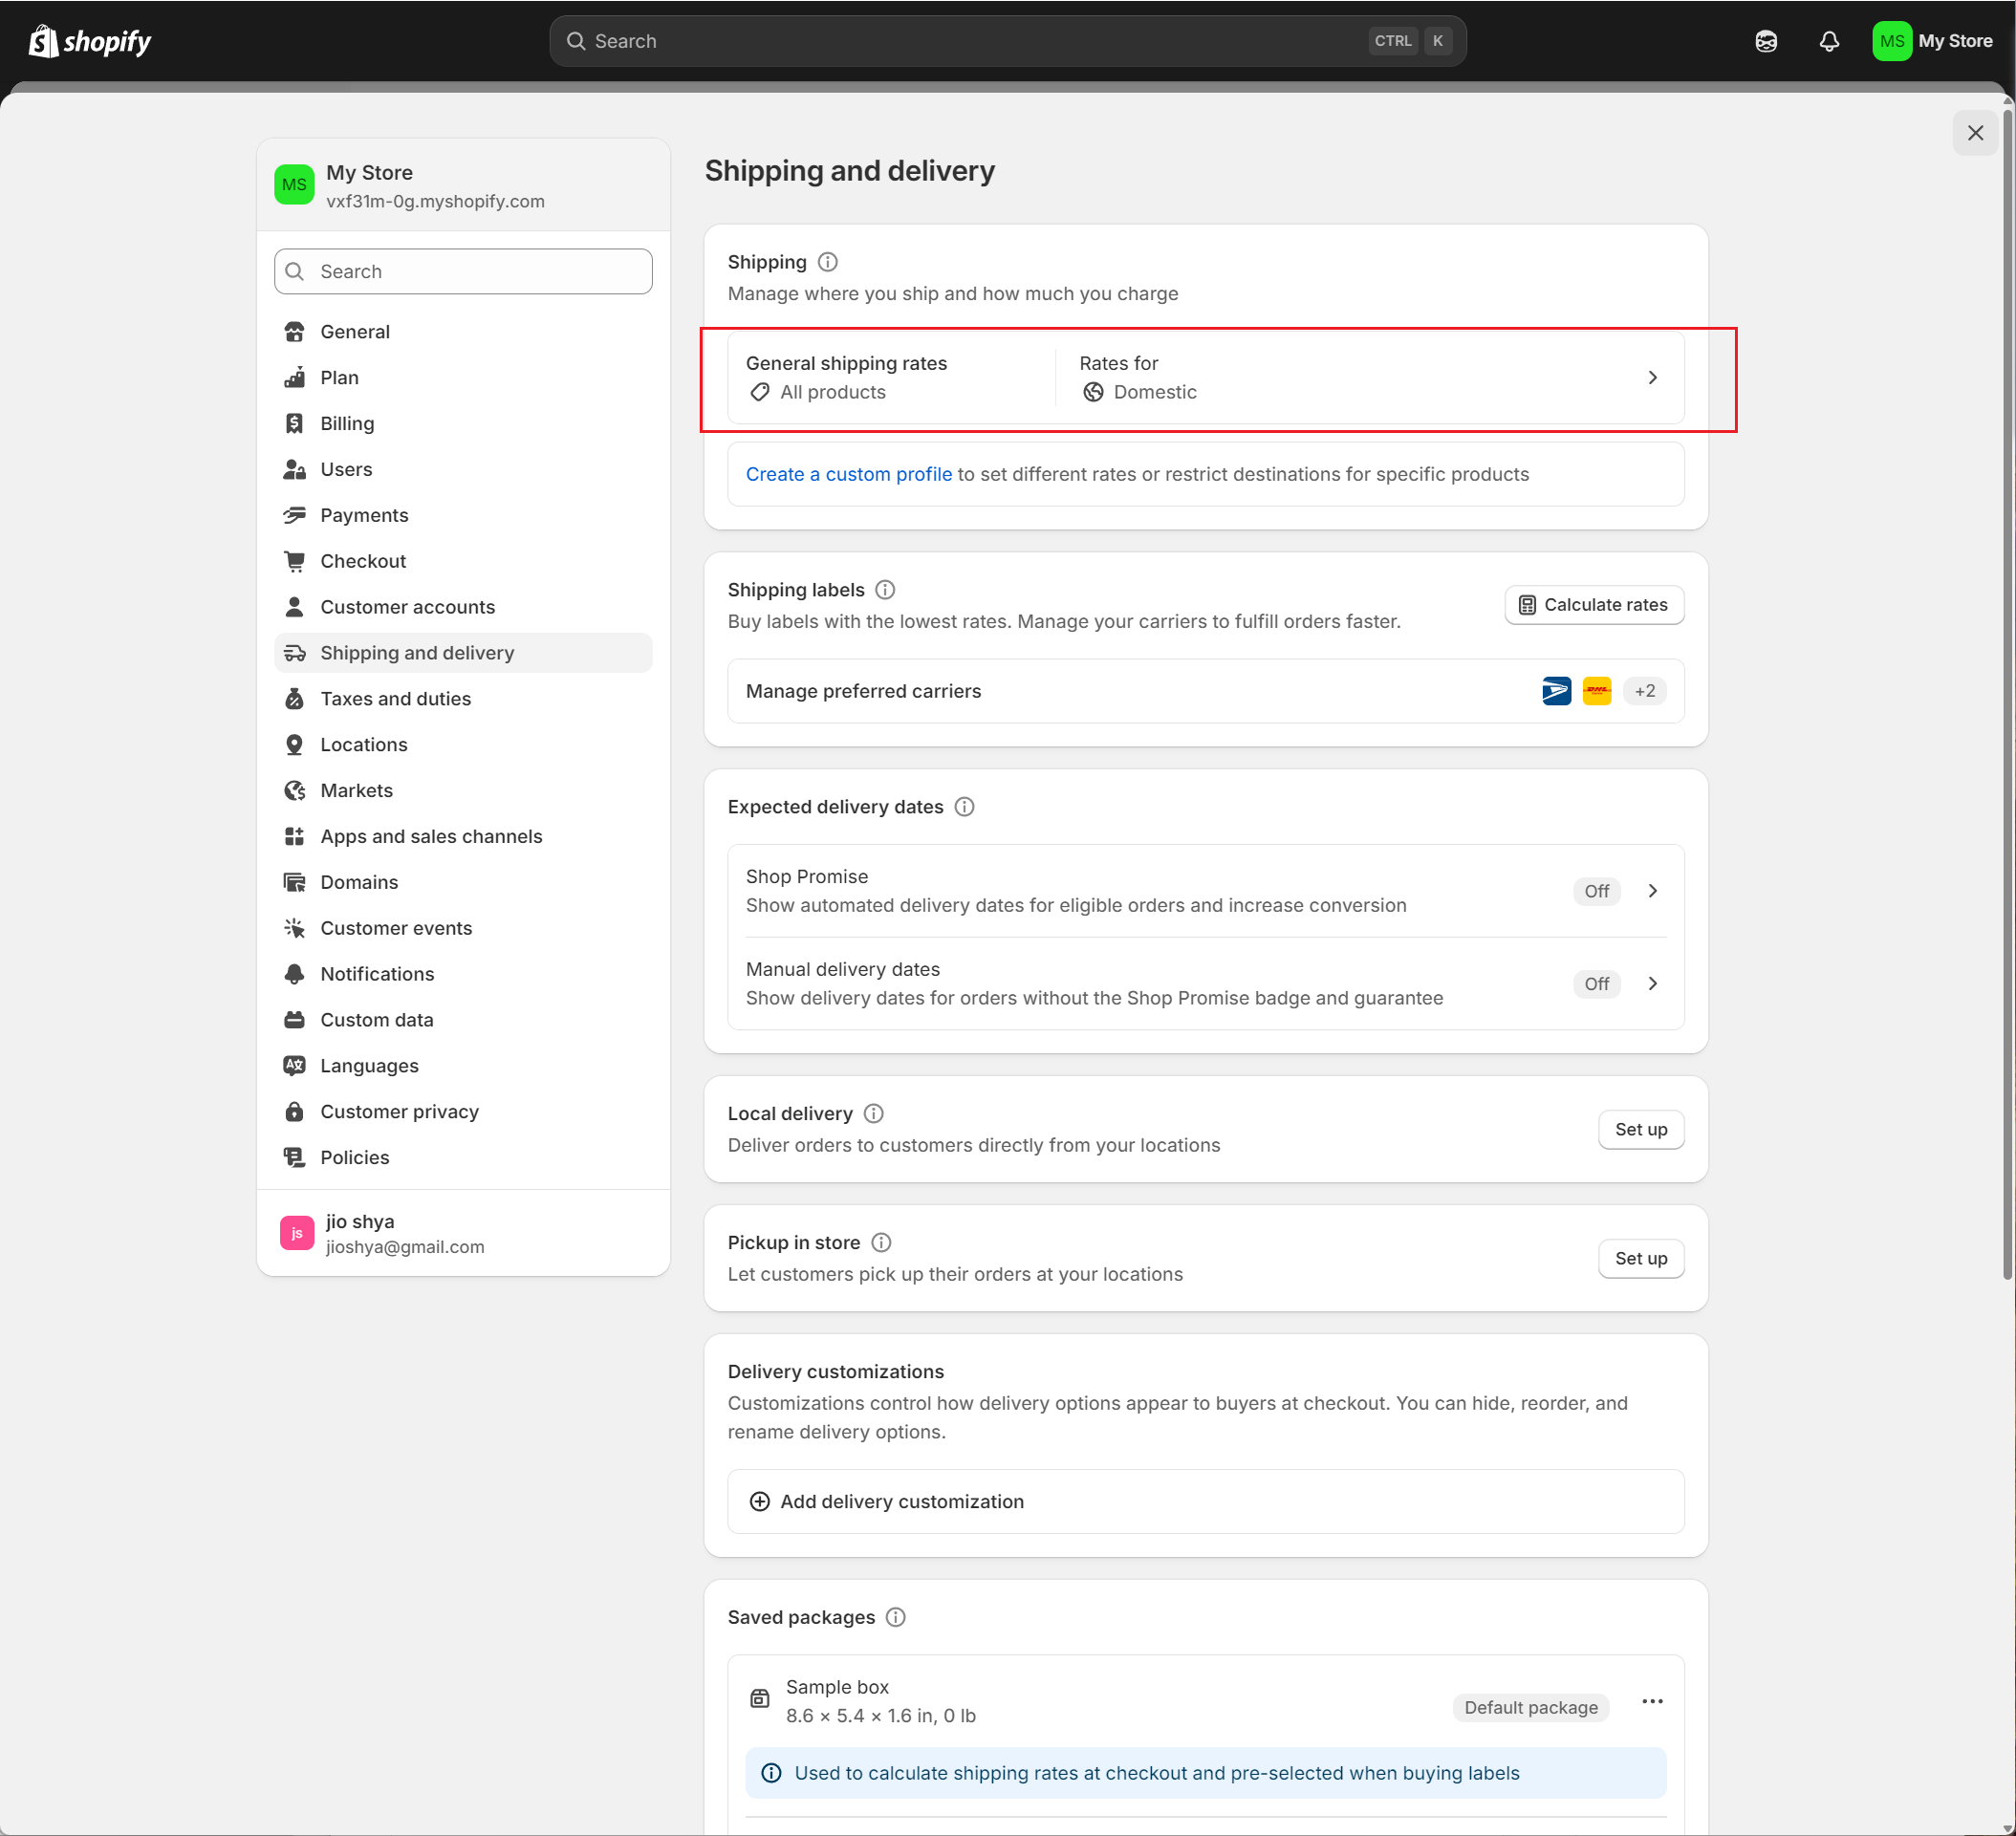 shopify
Search
CTRL K
MS My Store
MS
My Store
vxf31m-0g.myshopify.com
Search
General
Plan
Billing
Users
Payments
Checkout
Customer accounts
Shipping and delivery
Taxes and duties
Locations
Markets
Apps and sales channels
Domains
Customer events
Notifications
Custom data
Languages
Customer privacy
Policies
js
jio shya
jioshya@gmail.com
Shipping and delivery
Shipping
Manage where you ship and how much you charge
General shipping rates
All products
Rates for
Domestic
Create a custom profile to set different rates or restrict destinations for specific products
Shipping labels
Buy labels with the lowest rates. Manage your carriers to fulfill orders faster.
Calculate rates
Manage preferred carriers
DHL
+2
Expected delivery dates
Shop Promise
Show automated delivery dates for eligible orders and increase conversion
Off
Manual delivery dates
Show delivery dates for orders without the Shop Promise badge and guarantee
Off
Local delivery
Deliver orders to customers directly from your locations
Set up
Pickup in store
Let customers pick up their orders at your locations
Set up
Delivery customizations
Customizations control how delivery options appear to buyers at checkout. You can hide, reorder, and
rename delivery options.
Add delivery customization
Saved packages
Sample box
8.6 × 5.4 × 1.6 in, 0 lb
Default package
Used to calculate shipping rates at checkout and pre-selected when buying labels